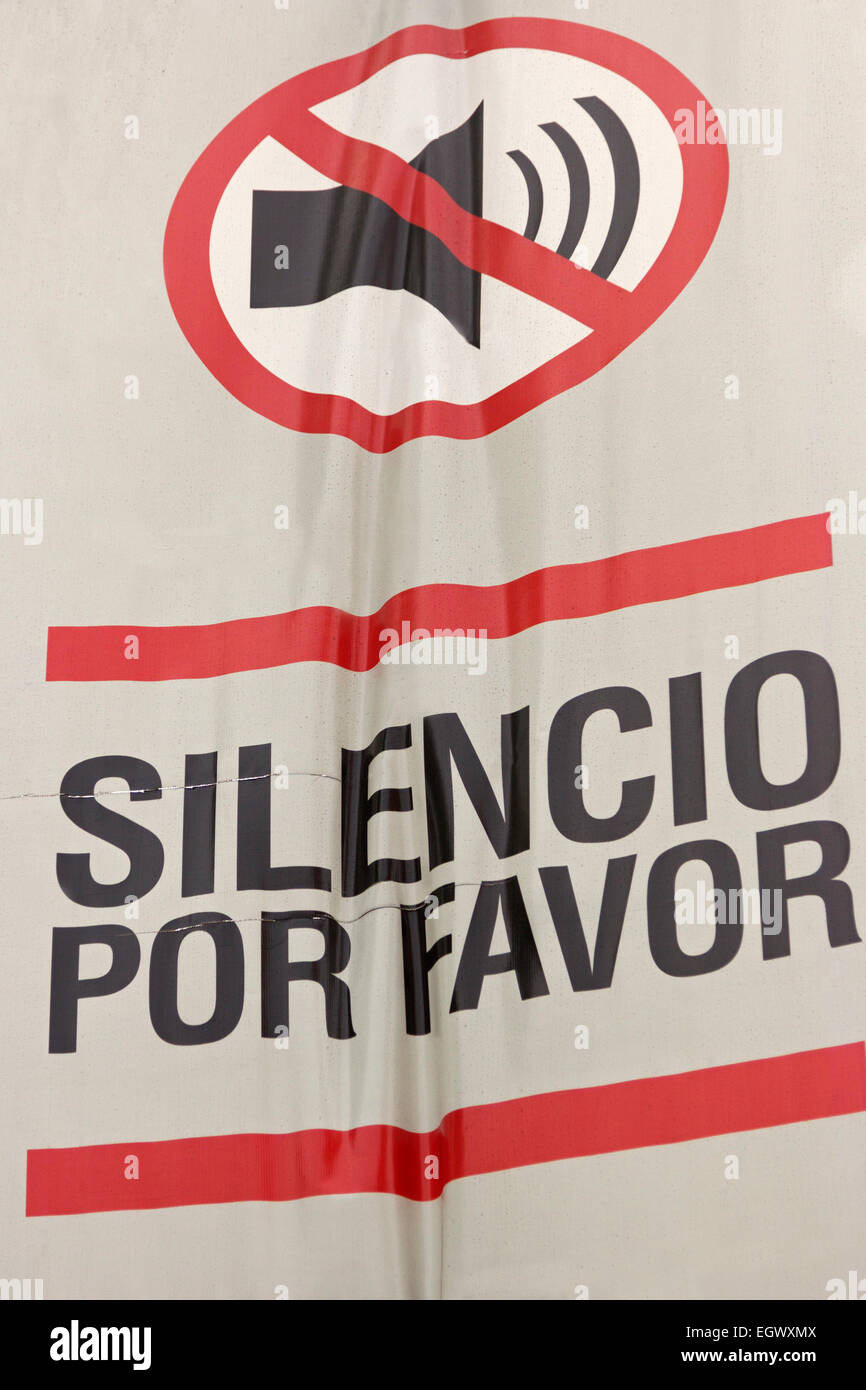 SILENCIO
POR FAVOR
alamy
Image ID: EGWXMX
www.alamy.com